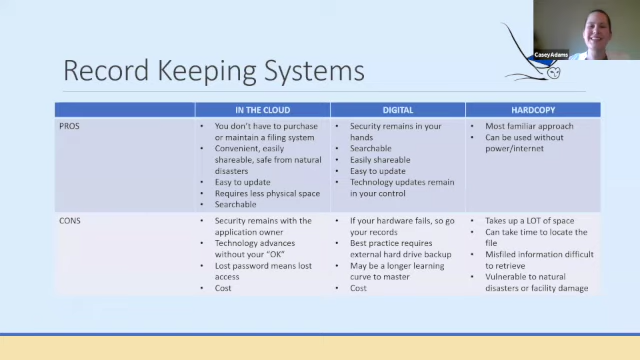 Casey Adams
Record Keeping Systems
IN THE CLOUD
DIGITAL
HARDCOPY
PROS
• You don't have to purchase
or maintain a filing system
• Convenient, easily
shareable, safe from natural
disasters
• Easy to update
• Requires less physical space
• Searchable
• Security remains in your
hands
• Searchable
• Easily shareable
• Easy to update
• Technology updates remain
in your control
• Most familiar approach
• Can be used without
power/internet
CONS
• Security remains with the
application owner
• Technology advances
without your "OK"
• Lost password means lost
access
• Cost
• If your hardware fails, so go
your records
• Best practice requires
external hard drive backup
• May be a longer learning
curve to master
• Cost
• Takes up a LOT of space
• Can take time to locate the
file
• Misfiled information difficult
to retrieve
• Vulnerable to natural
disasters or facility damage